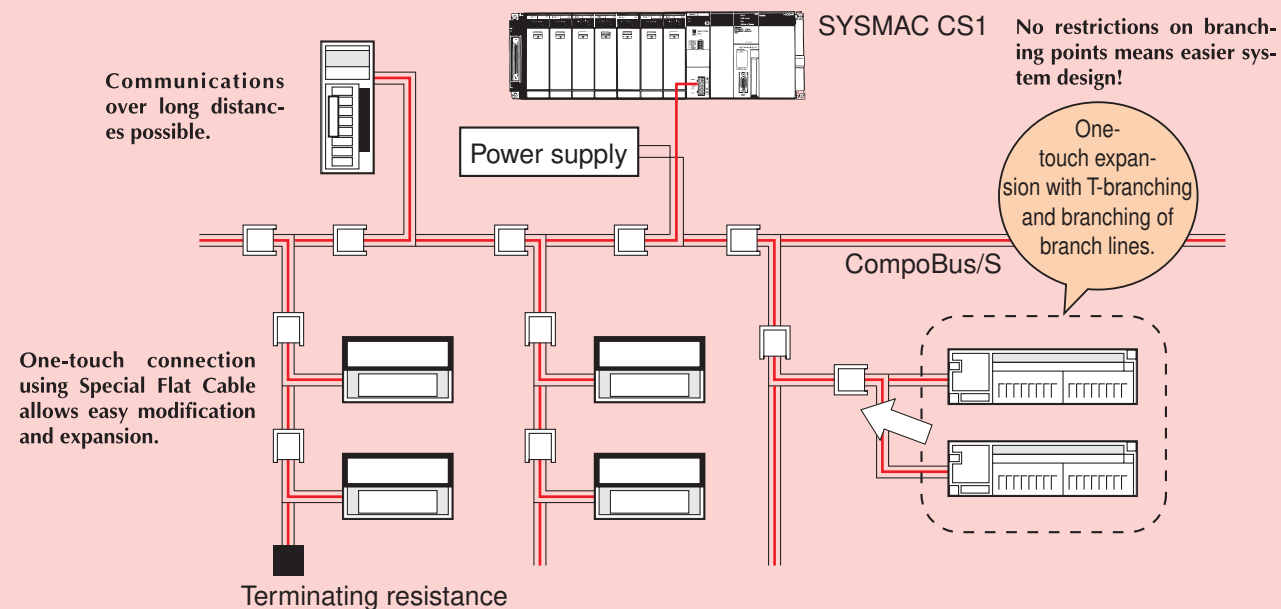 SYSMAC CS1
No restrictions on branch-
ing points means easier sys-
tem design!
Communications
over long distanc-
es possible.
Power supply
One-
touch expan-
sion with T-branching
and branching of
branch lines.
CompoBus/S
One-touch connection
using Special Flat Cable
allows easy modification
and expansion.
Terminating resistance